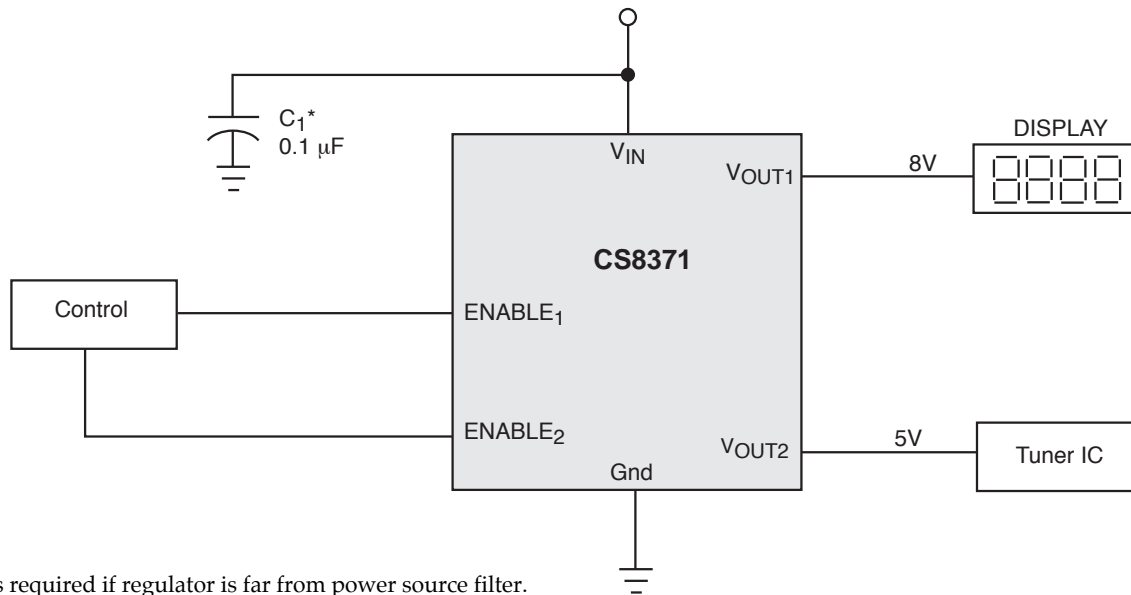 C1*
0.1 µF
VIN
VOUT1
8V
DISPLAY
8888
CS8371
Control
ENABLE1
ENABLE2
VOUT2
5V
Tuner IC
Gnd
required if regulator is far from power source filter.